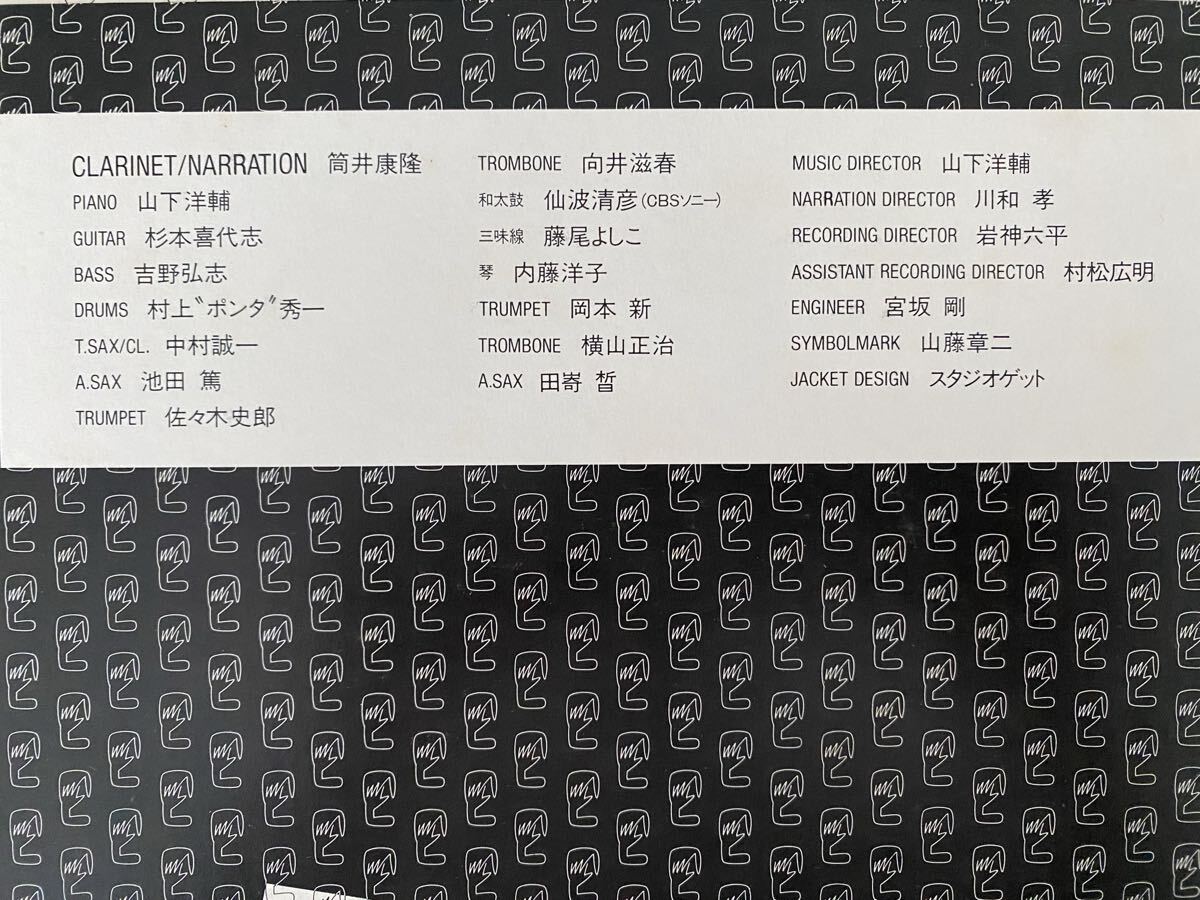 CLARINET/NARRATION 筒井康隆
PIANO 山下洋輔
GUITAR 杉本喜代志
BASS 吉野弘志
DRUMS 村上〝ポンタ〟秀一
T.SAX/CL. 中村誠一
A.SAX 池田 篤
TRUMPET 佐々木史郎
TROMBONE 向井滋春
和太鼓 仙波清彦(CBSソニー)
三味線 藤尾よしこ
琴 内藤洋子
TRUMPET 岡本 新
TROMBONE 横山正治
A.SAX 田嵜 晢
MUSIC DIRECTOR 山下洋輔
NARRATION DIRECTOR 川和 孝
RECORDING DIRECTOR 岩神六平
ASSISTANT RECORDING DIRECTOR 村松広明
ENGINEER 宮坂 剛
SYMBOLMARK 山藤章二
JACKET DESIGN スタジオゲット